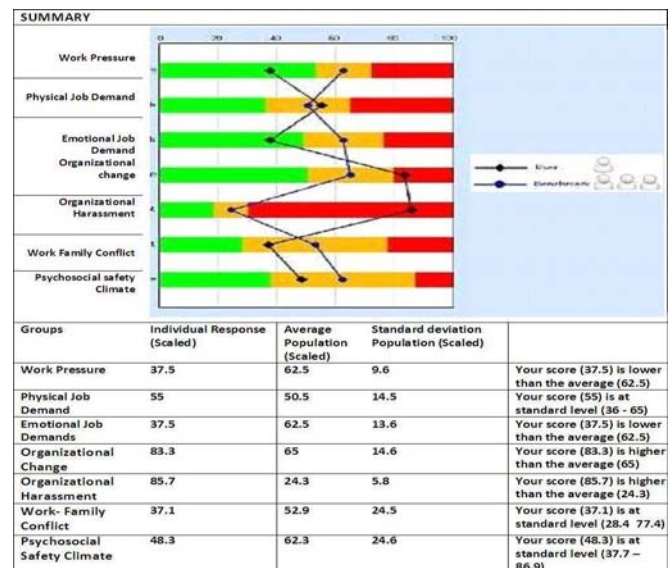 SUMMARY
0 20 40 60 80 100
Work Pressure
Physical Job Demand
Emotional Job
Demand
Organizational
change
Organizational
Harassment
Work Family Conflict
Psychosocial safety
Climate
User
Benchmark
Groups Individual Response (Scaled) Average Population (Scaled) Standard deviation Population (Scaled)
Work Pressure 37.5 62.5 9.6 Your score (37.5) is lower
than the average (62.5)
Physical Job 55 50.5 14.5 Your score (55) is at
Demand standard level (36 - 65)
Emotional Job 37.5 62.5 13.6 Your score (37.5) is lower
Demands than the average (62.5)
Organizational 83.3 65 14.6 Your score (83.3) is higher
Change than the average (65)
Organizational 85.7 24.3 5.8 Your score (85.7) is higher
Harassment than the average (24.3)
Work- Family 37.1 52.9 24.5 Your score (37.1) is at
Conflict standard level (28.4 77.4)
Psychosocial 48.3 62.3 24.6 Your score (48.3) is at
Safety Climate standard level (37.7 –
86.9)